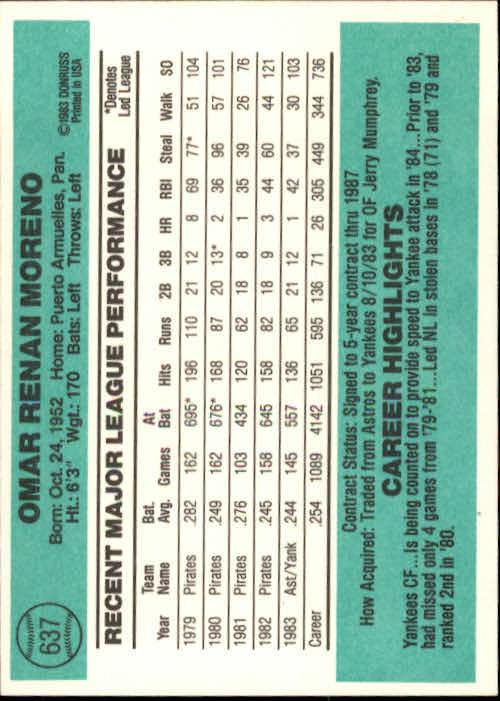 637
OMAR RENAN MORENO
©1983 DONRUSS
Printed in USA
Born: Oct. 24, 1952 Home: Puerto Armuelles, Pan.
Ht.: 6'3" Wgt.: 170 Bats: Left Throws: Left
RECENT MAJOR LEAGUE PERFORMANCE
*Denotes
Led League
Year Team Name Bat. Avg. Games At Bat Hits Runs 2B 3B HR RBI Steal Walk SO
1979 Pirates .282 162 695* 196 110 21 12 8 69 77* 51 104
1980 Pirates .249 162 676* 168 87 20 13* 2 36 96 57 101
1981 Pirates .276 103 434 120 62 18 8 1 35 39 26 76
1982 Pirates .245 158 645 158 82 18 9 3 44 60 44 121
1983 Ast/Yank .244 145 557 136 65 21 12 1 42 37 30 103
Career .254 1089 4142 1051 595 136 71 26 305 449 344 736
Contract Status: Signed to 5-year contract thru 1987
How Acquired: Traded from Astros to Yankees 8/10/83 for OF Jerry Mumphrey.
CAREER HIGHLIGHTS
Yankees CF...Is being counted on to provide speed to Yankee attack in '84...Prior to '83,
had missed only 4 games from '79-'81...Led NL in stolen bases in '78 (71) and '79 and
ranked 2nd in '80.